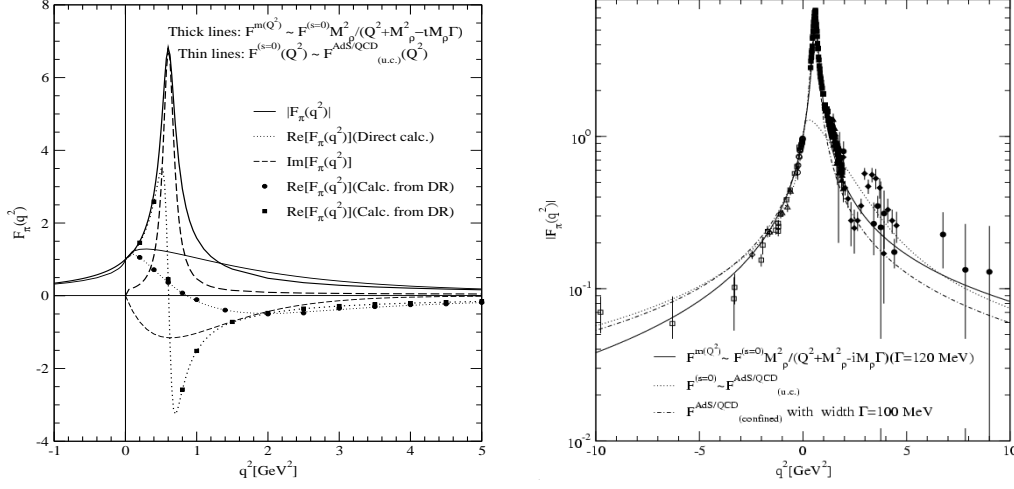 8
6
4
2
0
-2
-4
-1
0
1
2
3
4
5
F_π(q²)
q²[GeV²]
Thick lines: F^m(Q²) ~ F^(s=0)M²_ρ/(Q²+M²_ρ−iM_ρΓ)
Thin lines: F^(s=0)(Q²) ~ F^AdS/QCD_(u.c.)(Q²)
|F_π(q²)|
Re[F_π(q²)](Direct calc.)
Im[F_π(q²)]
Re[F_π(q²)](Calc. from DR)
Re[F_π(q²)](Calc. from DR)
10⁰
10⁻¹
10⁻²
-10
-5
0
5
10
|F_π(q²)|
q²[GeV²]
F^m(Q²)~ F^(s=0)M²_ρ/(Q²+M²_ρ-iM_ρΓ)(Γ=120 MeV)
F^(s=0)~F^AdS/QCD_(u.c.)
F^AdS/QCD_(confined) with width Γ=100 MeV